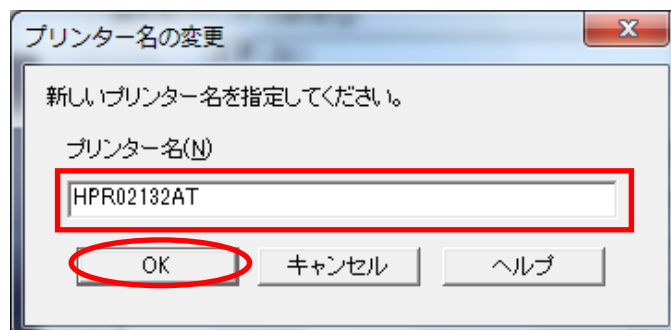 プリンター名の変更
新しいプリンター名を指定してください。
プリンター名(N)
HPR02132AT
OK キャンセル ヘルプ